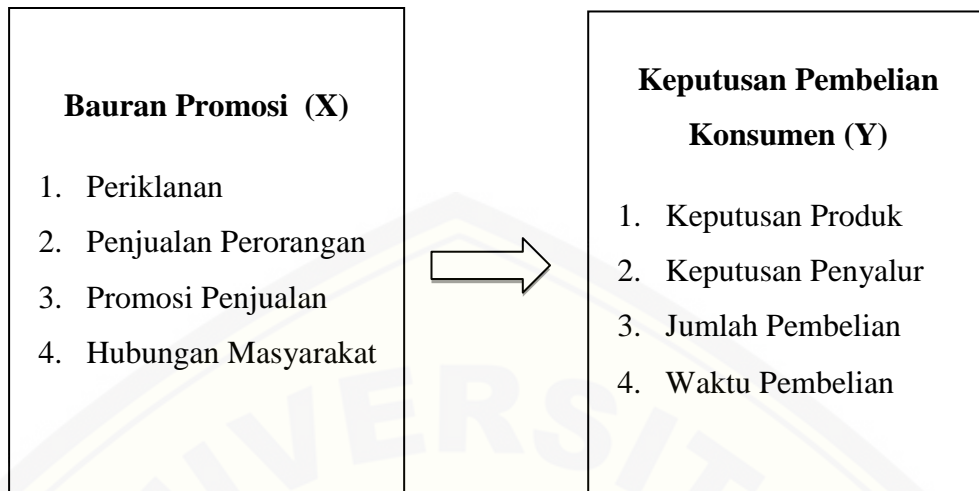 Bauran Promosi (X)
1. Periklanan
2. Penjualan Perorangan
3. Promosi Penjualan
4. Hubungan Masyarakat
Keputusan Pembelian
Konsumen (Y)
1. Keputusan Produk
2. Keputusan Penyalur
3. Jumlah Pembelian
4. Waktu Pembelian
VERSIT